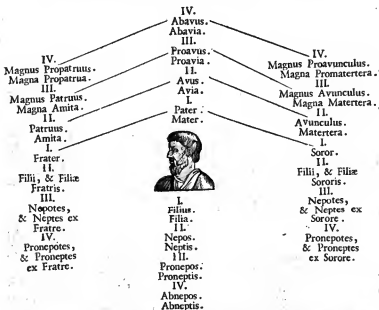 IV.
Abavus.
Abavia.
III.
Proavus.
Proavia.
II.
Avus.
Avia.
I.
Pater.
Mater.
IV.
Magnus Propatruus.
Magna Propatrua.
III.
Magnus Patruus.
Magna Amita.
II.
Patruus.
Amita.
I.
Frater.
II.
Filii, & Filiæ
Fratris.
III.
Nepotes,
& Neptes ex
Fratre.
IV.
Pronepotes,
& Proneptes
ex Fratre.
IV.
Magnus Proavunculus.
Magna Promatertera.
III.
Magnus Avunculus.
Magna Matertera.
II.
Avunculus.
Matertera.
I.
Soror.
II.
Filii, & Filiæ
Sororis.
III.
Nepotes,
& Neptes ex
Sorore.
IV.
Pronepotes,
& Proneptes
ex Sorore.
I.
Filius.
Filia.
II.
Nepos.
Neptis.
III.
Pronepos.
Proneptis.
IV.
Abnepos.
Abneptis.